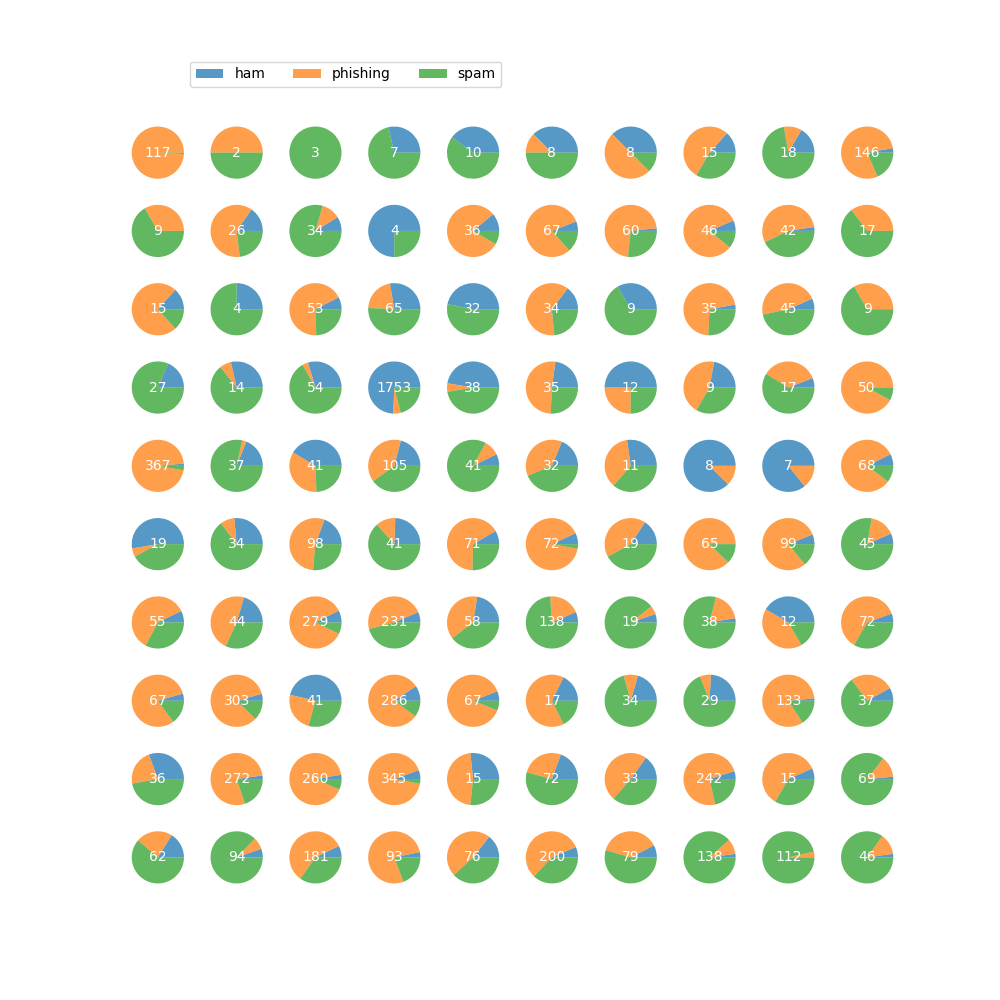 ham phishing spam
117 2 3 7 10 8 8 15 18 146
9 26 34 4 36 67 60 46 42 17
15 4 53 65 32 34 9 35 45 9
27 14 54 1753 38 35 12 9 17 50
367 37 41 105 41 32 11 8 7 68
19 34 98 41 71 72 19 65 99 45
55 44 279 231 58 138 19 38 12 72
67 303 41 286 67 17 34 29 133 37
36 272 260 345 15 72 33 242 15 69
62 94 181 93 76 200 79 138 112 46